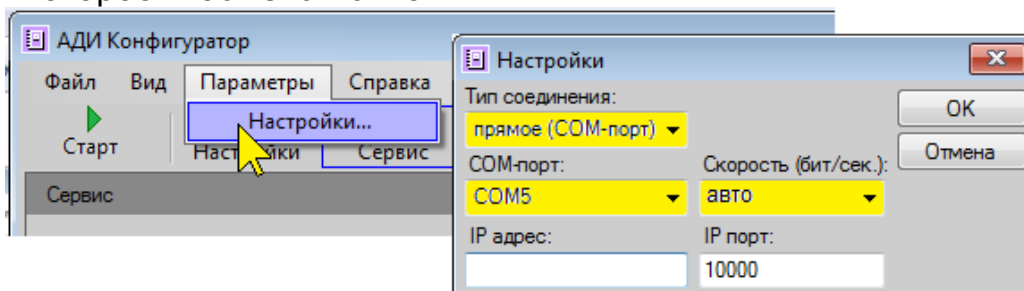 АДИ Конфигуратор
Файл Вид Параметры Справка
Настройки...
Старт Настройки Сервис
Сервис
Настройки
Тип соединения:
прямое (COM-порт)
OK
Отмена
COM-порт: Скорость (бит/сек.):
COM5 авто
IP адрес: IP порт:
10000